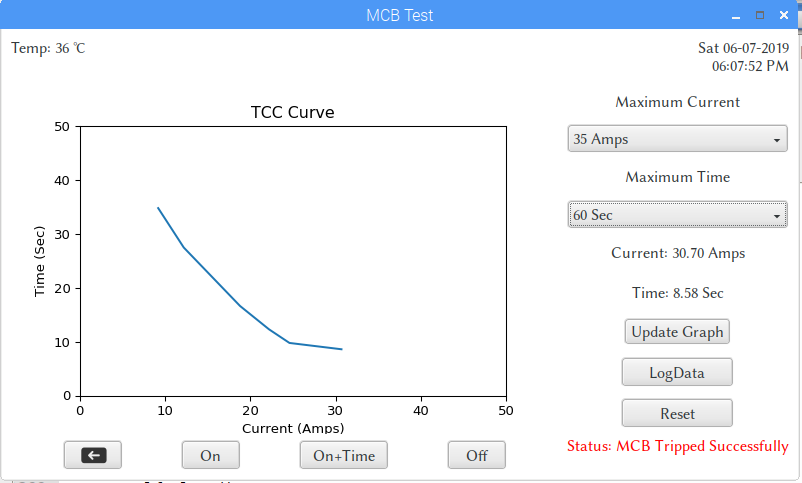 MCB Test
Temp: 36 °C
Sat 06-07-2019
06:07:52 PM
Maximum Current
35 Amps
Maximum Time
60 Sec
Current: 30.70 Amps
Time: 8.58 Sec
Update Graph
LogData
Reset
Status: MCB Tripped Successfully
TCC Curve
50
40
30
20
10
0
Time (Sec)
0 10 20 30 40 50
Current (Amps)
On
On+Time
Off